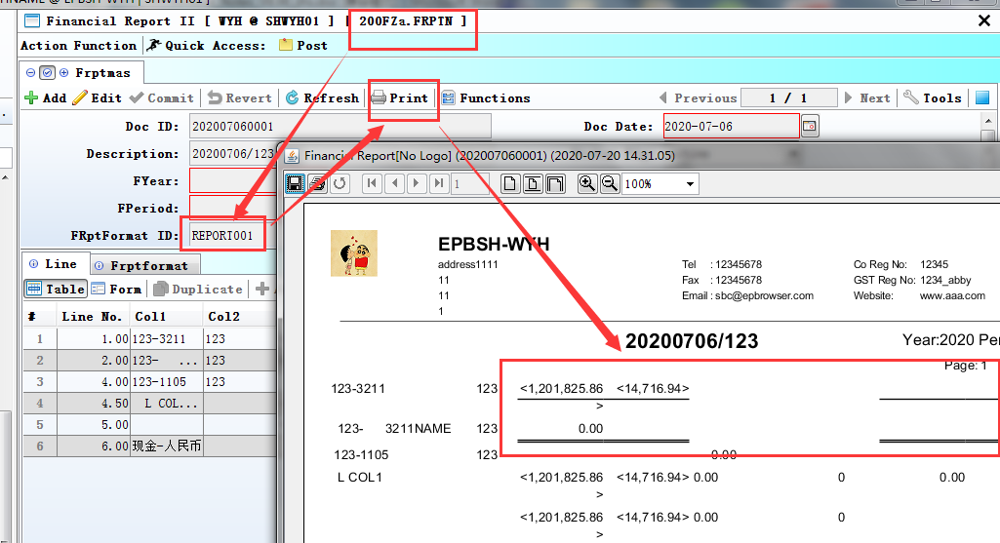 HNAME @ EPBSH-WYH [ SHWYH01 ]
Financial Report II [ WYH @ SHWYH01 ] [ 200FZa.FRPTN ]
Action Function Quick Access: Post
Frptmas
Add Edit Commit Revert Refresh Print Functions Previous 1 / 1 Next Tools
Doc ID: 202007060001 Doc Date: 2020-07-06
Description: 20200706/123
FYear:
FPeriod:
FRptFormat ID: REPORT001
Line Frptformat
Table Form Duplicate
# Line No. Col1 Col2
1 1.00 123-3211 123
2 2.00 123- ... 123
3 4.00 123-1105 123
4 4.50 L COL...
5 5.00
6 6.00 现金-人民币
Financial Report[No Logo] (202007060001) (2020-07-20 14.31.05)
1 100%
EPBSH-WYH
address1111
11
11
1
Tel : 12345678 Co Reg No: 12345
Fax : 12345678 GST Reg No: 1234_abby
Email : sbc@epbrowser.com Website: www.aaa.com
20200706/123 Year:2020 Per
Page: 1
123-3211 123 <1,201,825.86 <14,716.94>
>
123- 3211NAME 123 0.00
123-1105 123 0.00
L COL1 <1,201,825.86 <14,716.94> 0.00 0 0.00
>
<1,201,825.86 <14,716.94> 0.00 0
>